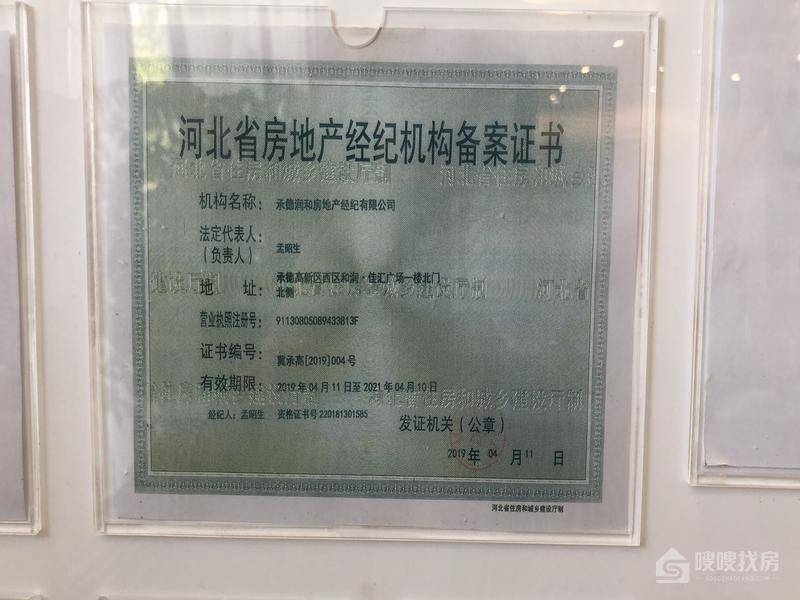 河北省房地产经纪机构备案证书
机构名称： 承德润和房地产经纪有限公司
法定代表人：
（负责人） 孟昭生
地 址： 承德高新区西区和润·佳汇广场一楼北门
北侧
营业执照注册号： 91130805089433813F
证书编号： 冀承高[2019]004号
有效期限： 2019年04月11日至2021年04月10日
经纪人：孟昭生 资格证书号220181301585
发证机关（公章）
2019 年 04 月 11 日
河北省住房和城乡建设厅制
嗖嗖找房